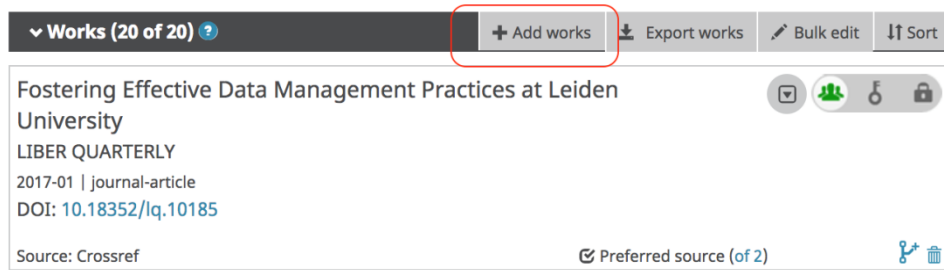 Works (20 of 20) ? + Add works Export works Bulk edit Sort
Fostering Effective Data Management Practices at Leiden
University
LIBER QUARTERLY
2017-01 | journal-article
DOI: 10.18352/lq.10185
Source: Crossref Preferred source (of 2)